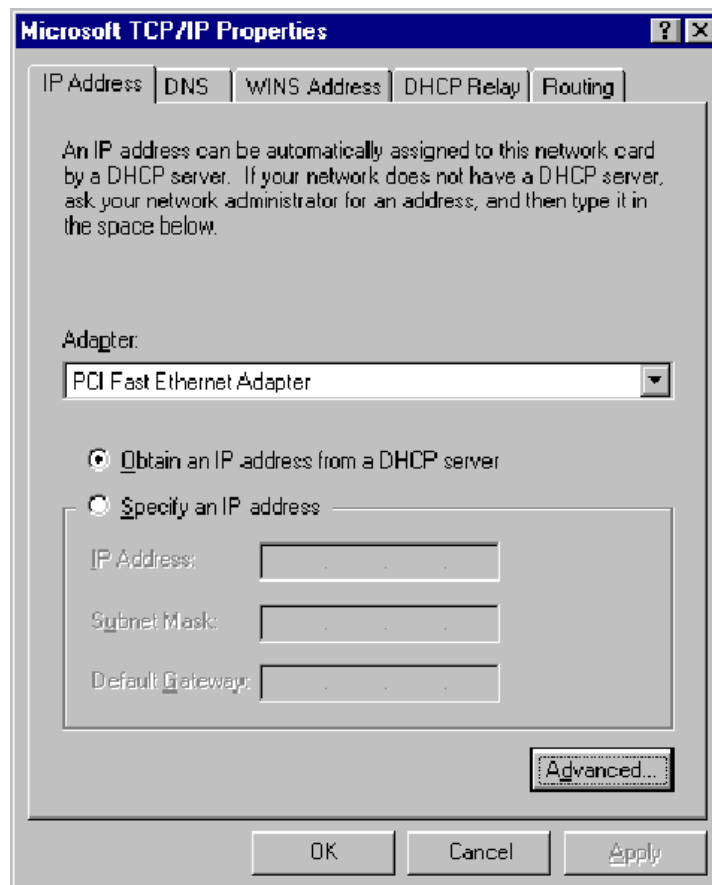 Microsoft TCP/IP Properties
IP Address DNS WINS Address DHCP Relay Routing
An IP address can be automatically assigned to this network card
by a DHCP server. If your network does not have a DHCP server,
ask your network administrator for an address, and then type it in
the space below.
Adapter:
PCI Fast Ethernet Adapter
Obtain an IP address from a DHCP server
Specify an IP address
IP Address:
Subnet Mask:
Default Gateway:
Advanced...
OK Cancel Apply